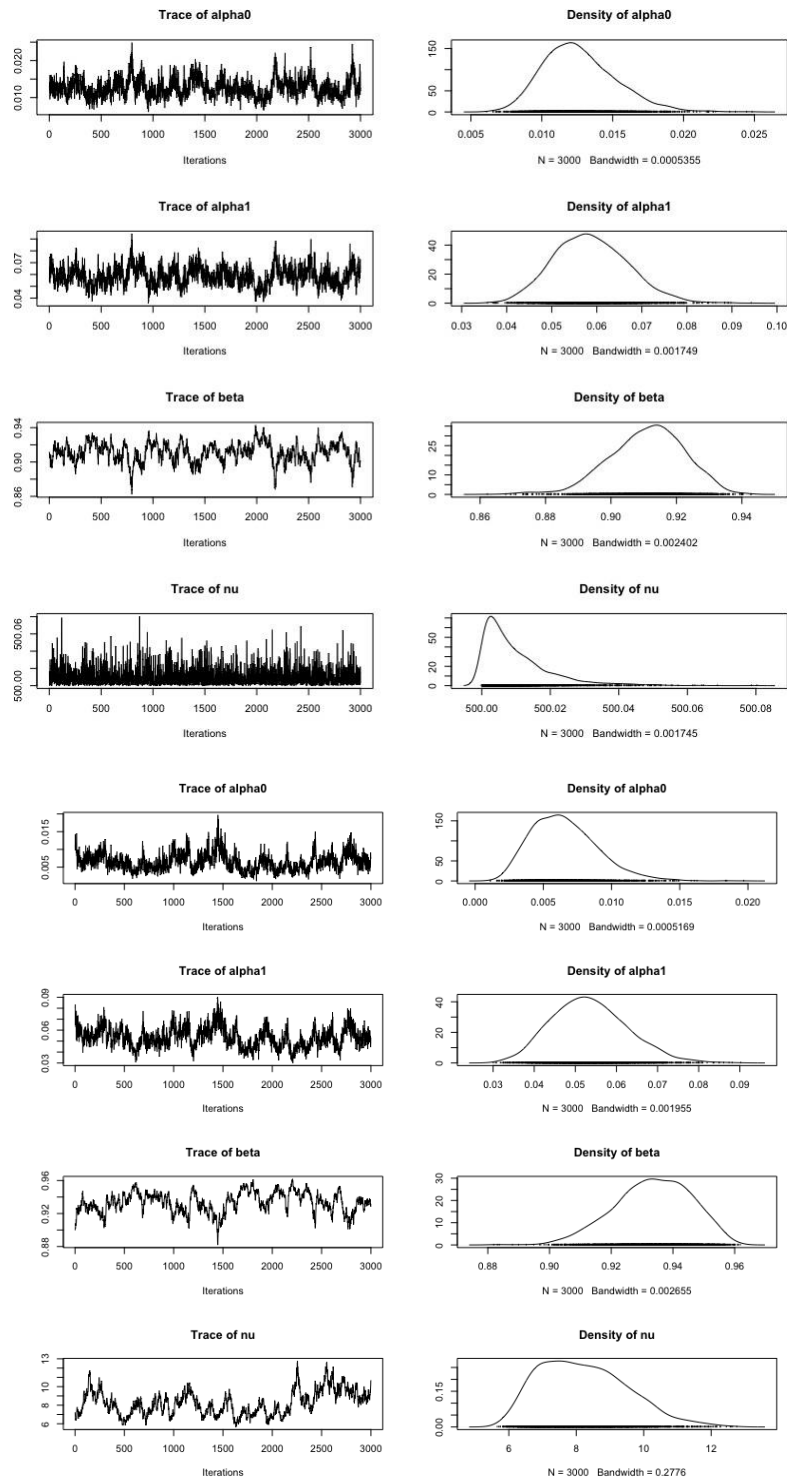 Trace of alpha0
Density of alpha0
0.010 0.020
0 50 150
0 500 1000 1500 2000 2500 3000
0.005 0.010 0.015 0.020 0.025
Iterations
N = 3000 Bandwidth = 0.0005355
Trace of alpha1
Density of alpha1
0.04 0.07
0 20 40
0 500 1000 1500 2000 2500 3000
0.03 0.04 0.05 0.06 0.07 0.08 0.09 0.10
Iterations
N = 3000 Bandwidth = 0.001749
Trace of beta
Density of beta
0.86 0.90 0.94
0 10 25
0 500 1000 1500 2000 2500 3000
0.86 0.88 0.90 0.92 0.94
Iterations
N = 3000 Bandwidth = 0.002402
Trace of nu
Density of nu
500.00 500.06
0 20 50
0 500 1000 1500 2000 2500 3000
500.00 500.02 500.04 500.06 500.08
Iterations
N = 3000 Bandwidth = 0.001745
Trace of alpha0
Density of alpha0
0.005 0.015
0 50 150
0 500 1000 1500 2000 2500 3000
0.000 0.005 0.010 0.015 0.020
Iterations
N = 3000 Bandwidth = 0.0005169
Trace of alpha1
Density of alpha1
0.03 0.06 0.09
0 20 40
0 500 1000 1500 2000 2500 3000
0.03 0.04 0.05 0.06 0.07 0.08 0.09
Iterations
N = 3000 Bandwidth = 0.001955
Trace of beta
Density of beta
0.88 0.92 0.96
0 10 20 30
0 500 1000 1500 2000 2500 3000
0.88 0.90 0.92 0.94 0.96
Iterations
N = 3000 Bandwidth = 0.002655
Trace of nu
Density of nu
6 8 10 13
0.00 0.15
0 500 1000 1500 2000 2500 3000
6 8 10 12
Iterations
N = 3000 Bandwidth = 0.2776